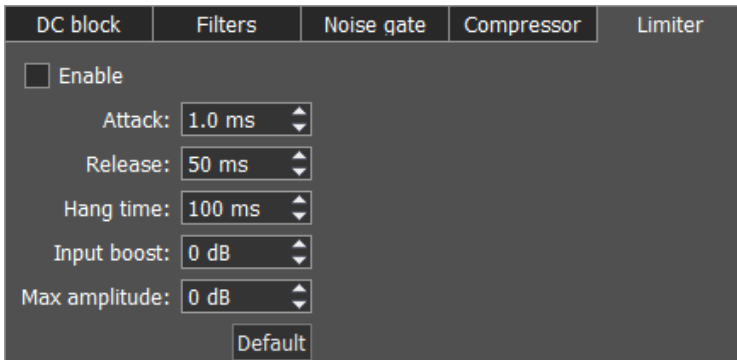 DC block Filters Noise gate Compressor Limiter
Enable
Attack: 1.0 ms
Release: 50 ms
Hang time: 100 ms
Input boost: 0 dB
Max amplitude: 0 dB
Default